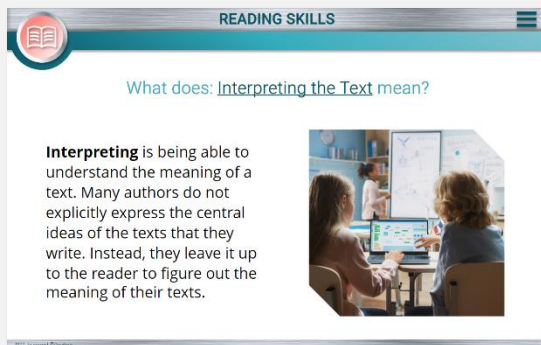 READING SKILLS
What does: Interpreting the Text mean?
Interpreting is being able to
understand the meaning of a
text. Many authors do not
explicitly express the central
ideas of the texts that they
write. Instead, they leave it up
to the reader to figure out the
meaning of their texts.